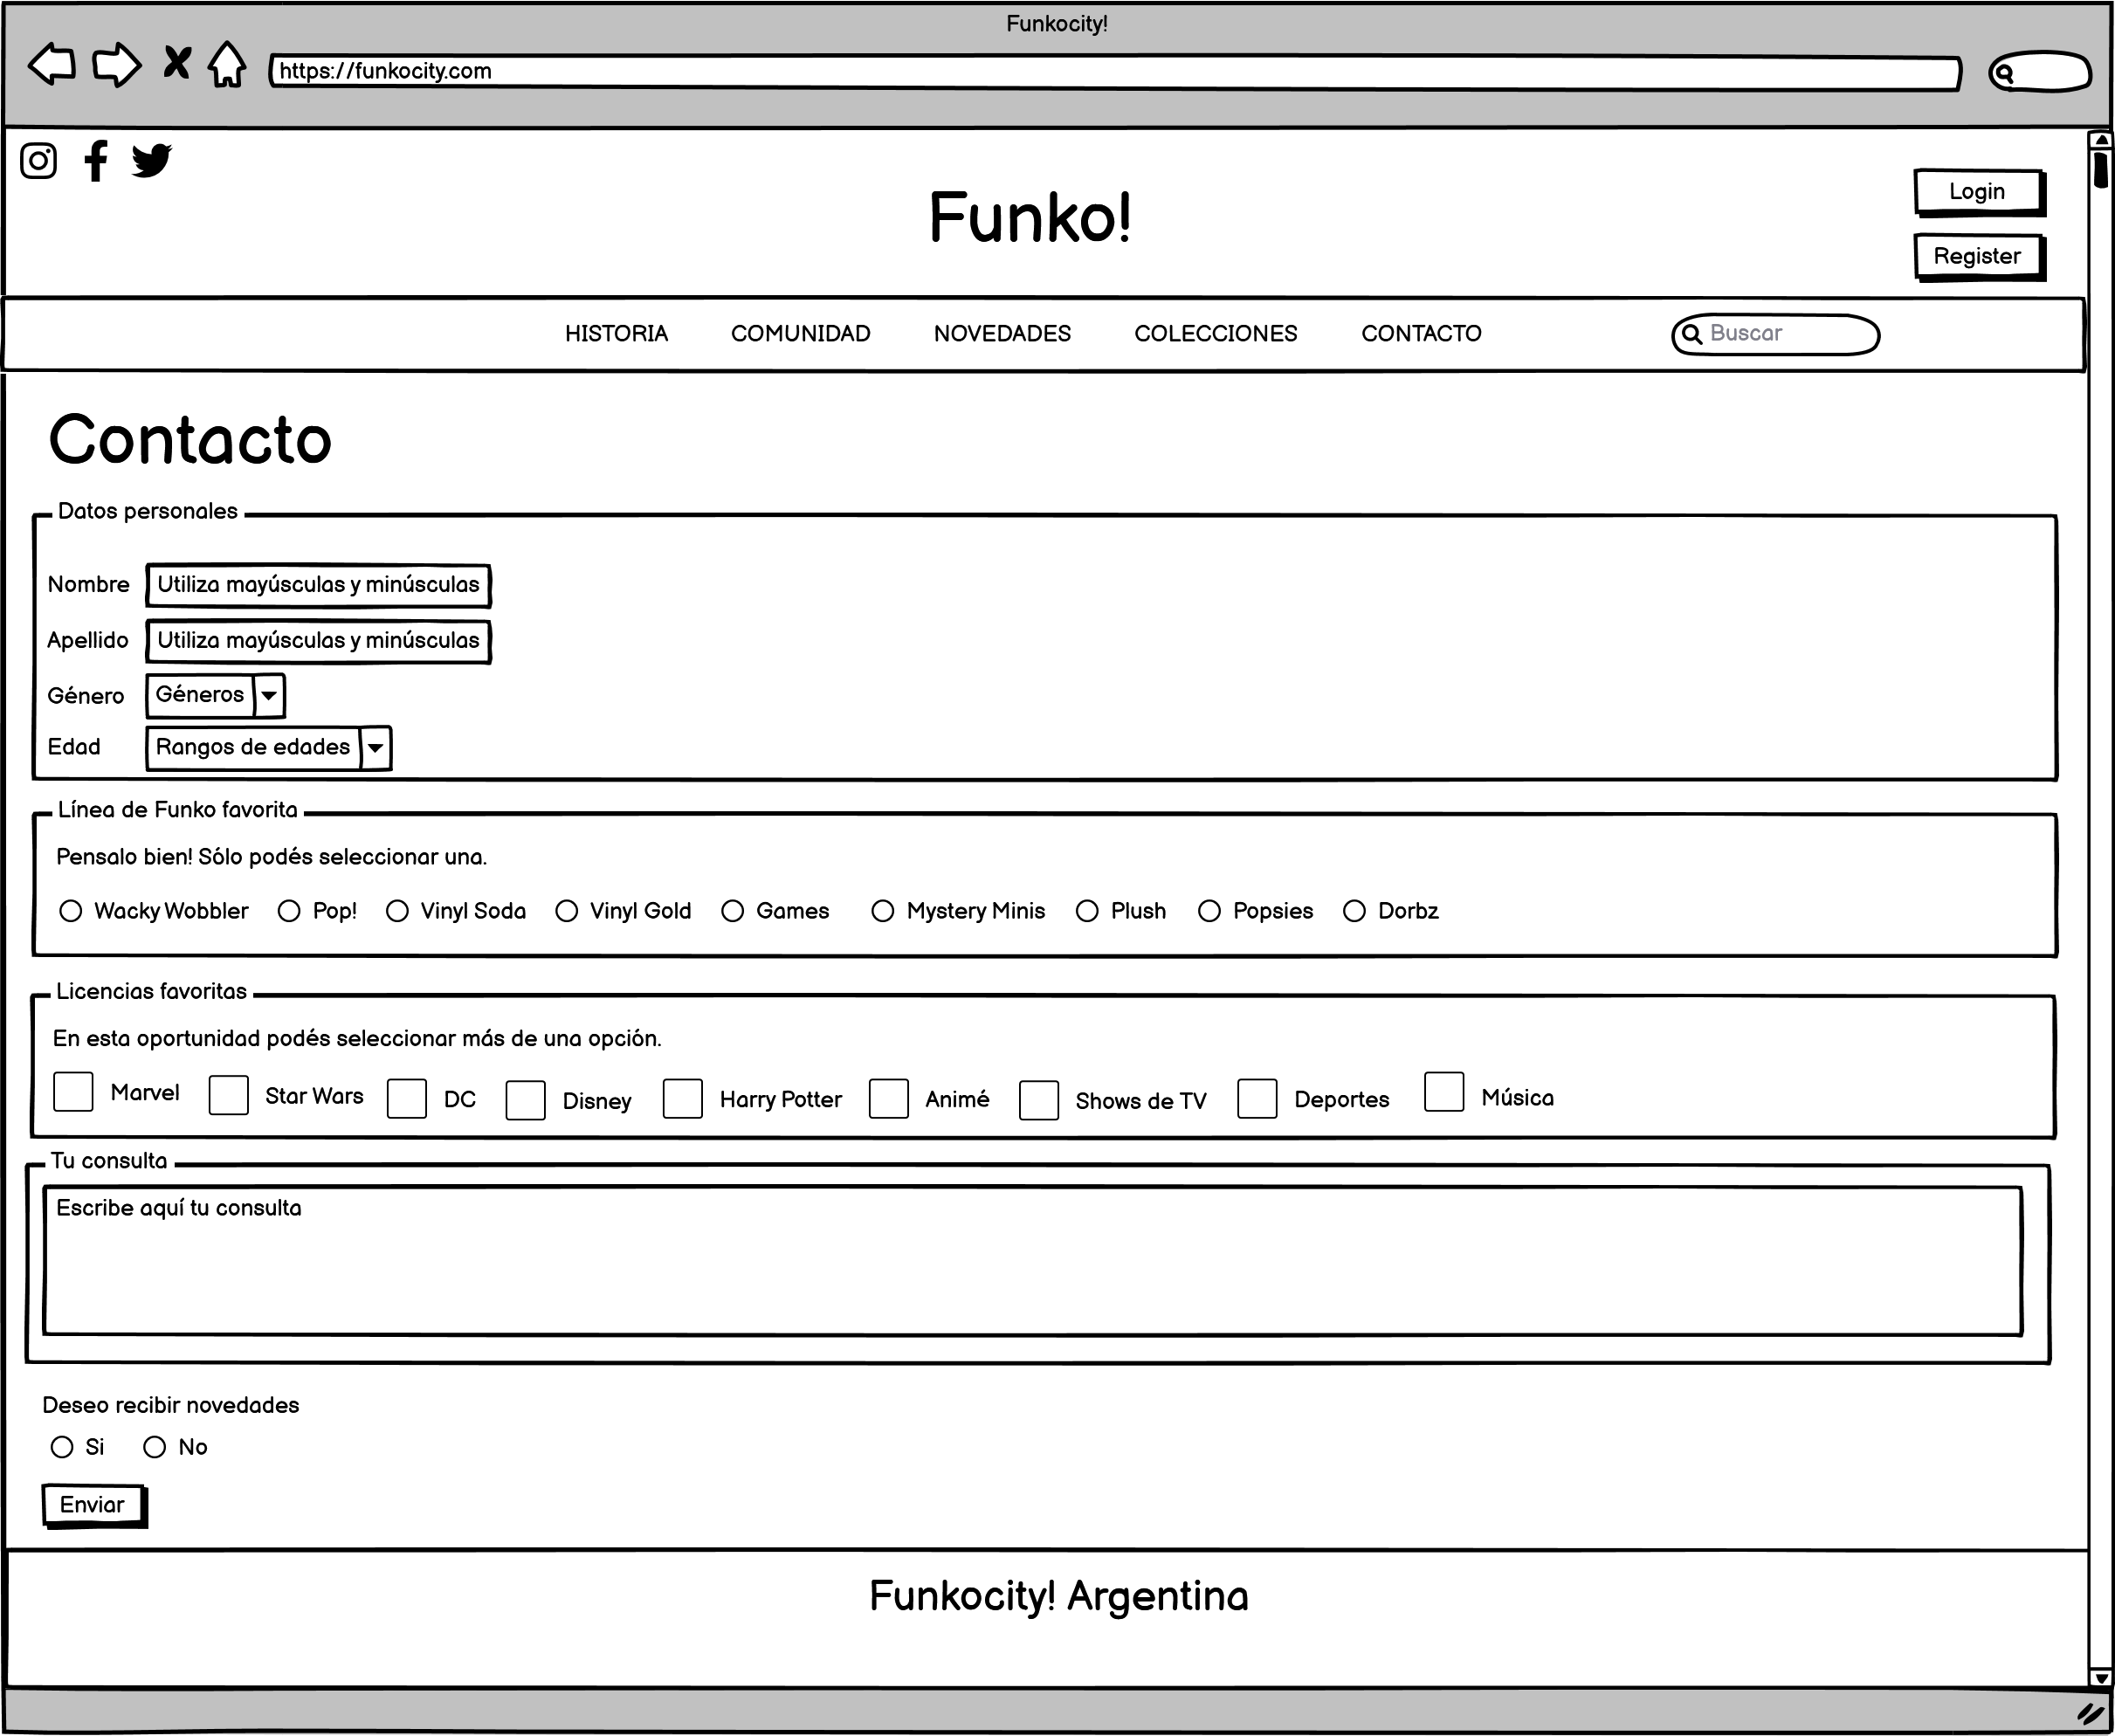 Funkocity!
https://funkocity.com
Funko!
Login
Register
HISTORIA COMUNIDAD NOVEDADES COLECCIONES CONTACTO Buscar
Contacto
Datos personales
Nombre Utiliza mayúsculas y minúsculas
Apellido Utiliza mayúsculas y minúsculas
Género Géneros
Edad Rangos de edades
Línea de Funko favorita
Pensalo bien! Sólo podés seleccionar una.
Wacky Wobbler Pop! Vinyl Soda Vinyl Gold Games Mystery Minis Plush Popsies Dorbz
Licencias favoritas
En esta oportunidad podés seleccionar más de una opción.
Marvel Star Wars DC Disney Harry Potter Animé Shows de TV Deportes Música
Tu consulta
Escribe aquí tu consulta
Deseo recibir novedades
Si No
Enviar
Funkocity! Argentina